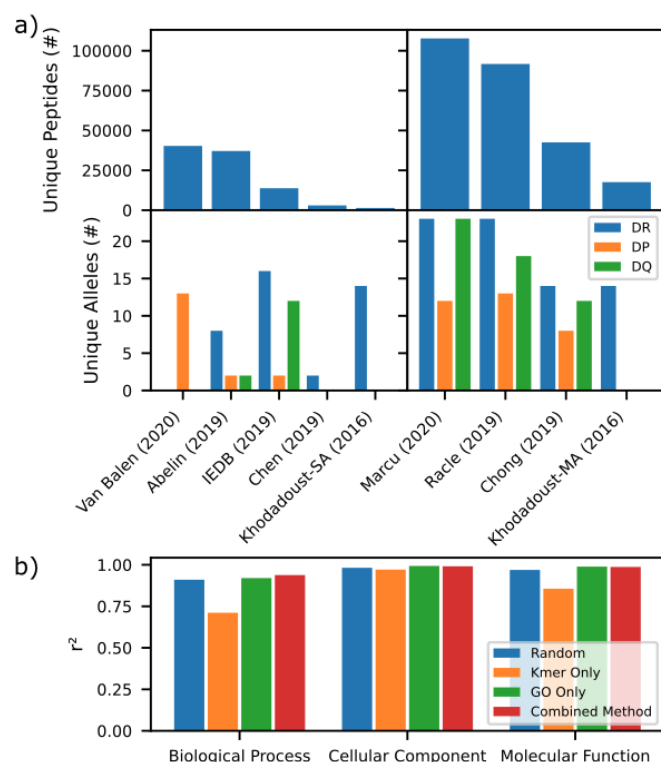 a)
Unique Peptides (#)
100000
75000
50000
25000
0
Unique Alleles (#)
20
15
10
5
0
DR
DP
DQ
Van Balen (2020)
Abelin (2019)
IEDB (2019)
Chen (2019)
Khodadoust-SA (2016)
Marcu (2020)
Racle (2019)
Chong (2019)
Khodadoust-MA (2016)
b)
r²
1.00
0.75
0.50
0.25
0.00
Random
Kmer Only
GO Only
Combined Method
Biological Process
Cellular Component
Molecular Function